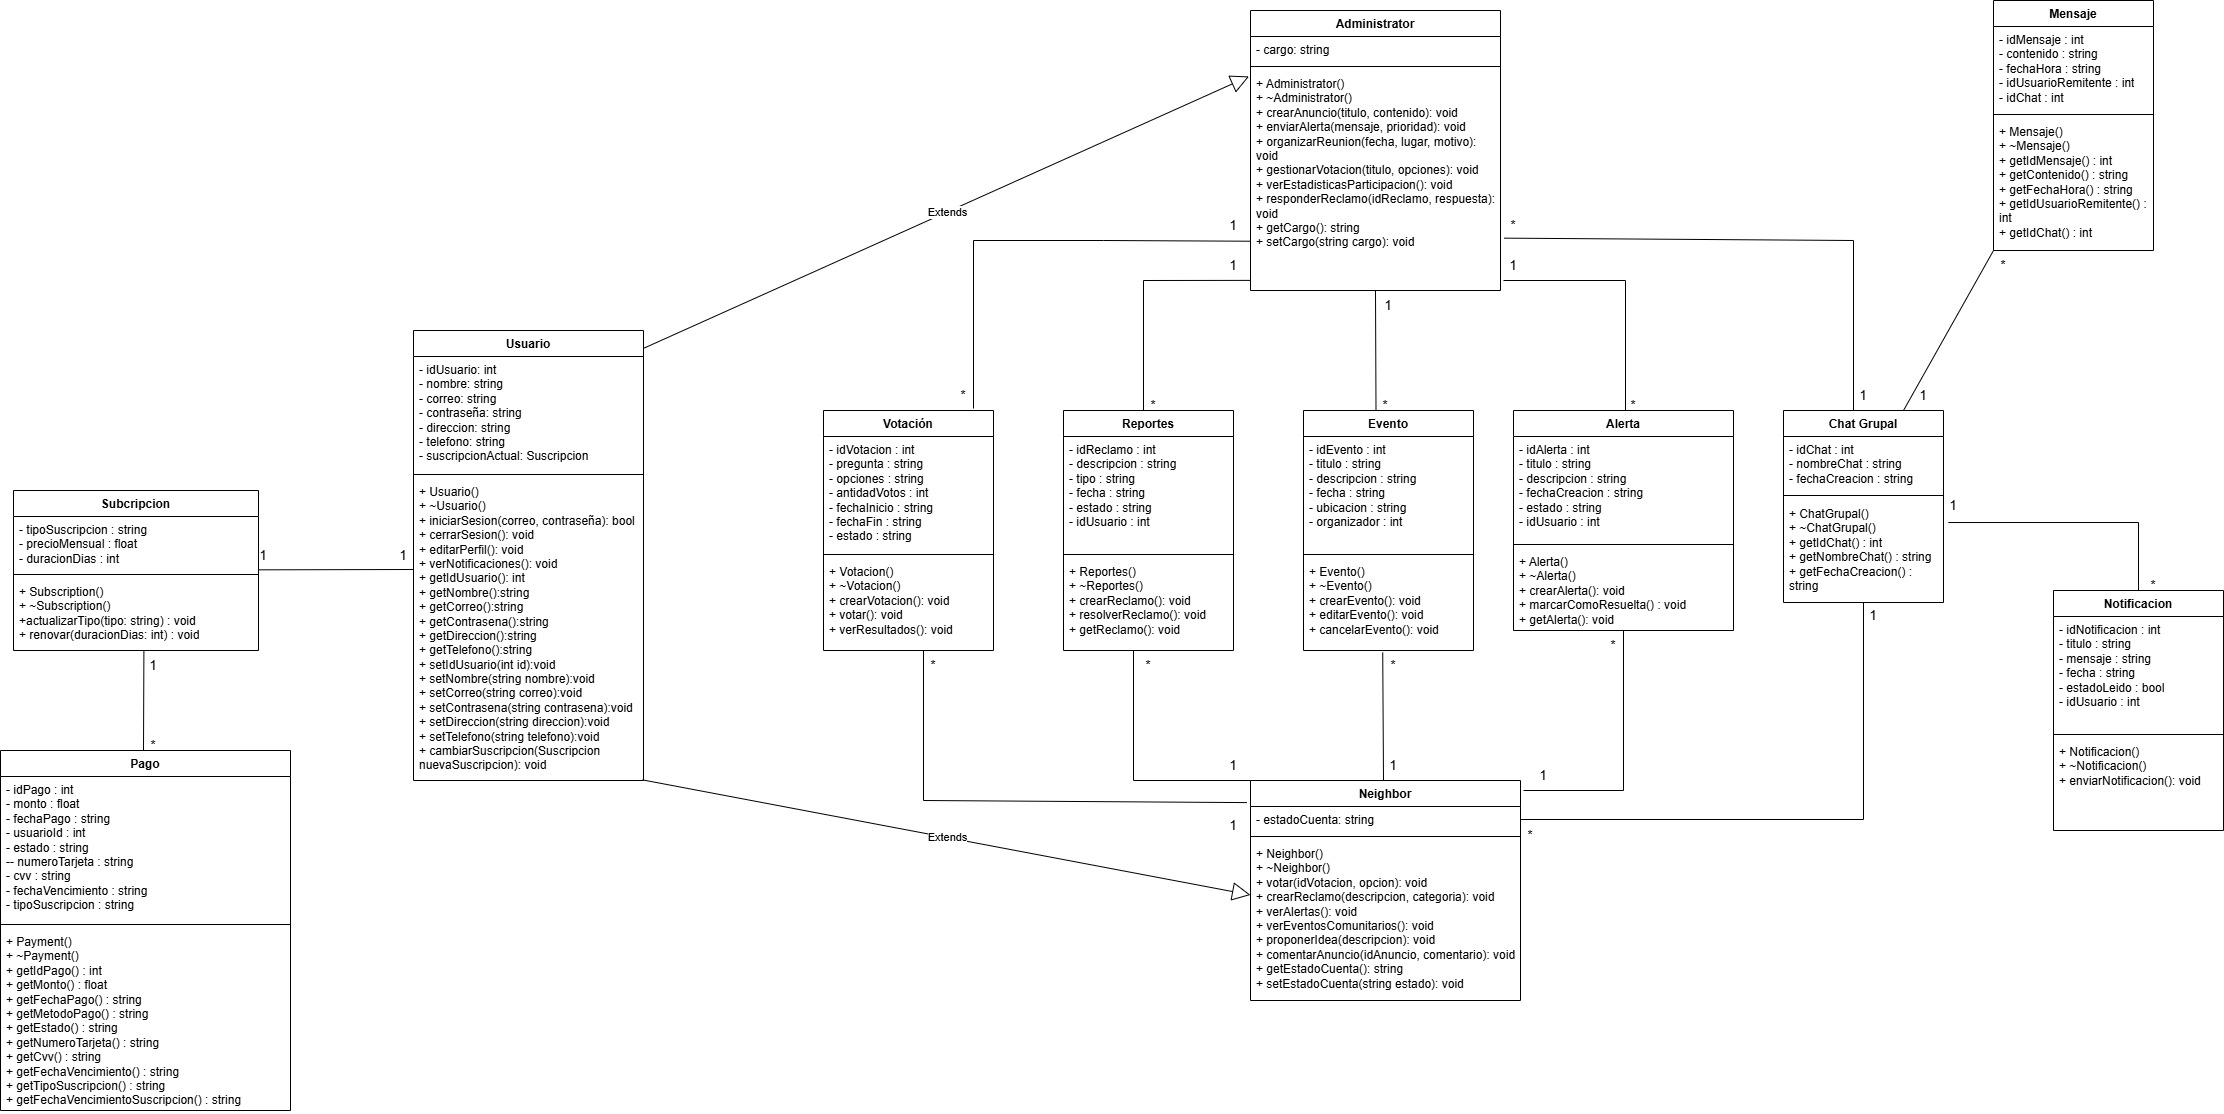 Administrator
- cargo: string
+ Administrator()
+ ~Administrator()
+ crearAnuncio(titulo, contenido): void
+ enviarAlerta(mensaje, prioridad): void
+ organizarReunion(fecha, lugar, motivo):
void
+ gestionarVotacion(titulo, opciones): void
+ verEstadisticasParticipacion(): void
+ responderReclamo(idReclamo, respuesta):
void
+ getCargo(): string
+ setCargo(string cargo): void
Mensaje
- idMensaje : int
- contenido : string
- fechaHora : string
- idUsuarioRemitente : int
- idChat : int
+ Mensaje()
+ ~Mensaje()
+ getIdMensaje() : int
+ getContenido() : string
+ getFechaHora() : string
+ getIdUsuarioRemitente() :
int
+ getIdChat() : int
Extends
1
*
1
1
1
*
Usuario
- idUsuario: int
- nombre: string
- correo: string
- contraseña: string
- direccion: string
- telefono: string
- suscripcionActual: Suscripcion
+ Usuario()
+ ~Usuario()
+ iniciarSesion(correo, contraseña): bool
+ cerrarSesion(): void
+ editarPerfil(): void
+ verNotificaciones(): void
+ getIdUsuario(): int
+ getNombre():string
+ getCorreo():string
+ getContrasena():string
+ getDireccion():string
+ getTelefono():string
+ setIdUsuario(int id):void
+ setNombre(string nombre):void
+ setCorreo(string correo):void
+ setContrasena(string contrasena):void
+ setDireccion(string direccion):void
+ setTelefono(string telefono):void
+ cambiarSuscripcion(Suscripcion
nuevaSuscripcion): void
*
*
*
*
1
1
Votación
- idVotacion : int
- pregunta : string
- opciones : string
- antidadVotos : int
- fechaInicio : string
- fechaFin : string
- estado : string
+ Votacion()
+ ~Votacion()
+ crearVotacion(): void
+ votar(): void
+ verResultados(): void
Reportes
- idReclamo : int
- descripcion : string
- tipo : string
- fecha : string
- estado : string
- idUsuario : int
+ Reportes()
+ ~Reportes()
+ crearReclamo(): void
+ resolverReclamo(): void
+ getReclamo(): void
Evento
- idEvento : int
- titulo : string
- descripcion : string
- fecha : string
- ubicacion : string
- organizador : int
+ Evento()
+ ~Evento()
+ crearEvento(): void
+ editarEvento(): void
+ cancelarEvento(): void
Alerta
- idAlerta : int
- titulo : string
- descripcion : string
- fechaCreacion : string
- estado : string
- idUsuario : int
+ Alerta()
+ ~Alerta()
+ crearAlerta(): void
+ marcarComoResuelta() : void
+ getAlerta(): void
Chat Grupal
- idChat : int
- nombreChat : string
- fechaCreacion : string
+ ChatGrupal()
+ ~ChatGrupal()
+ getIdChat() : int
+ getNombreChat() : string
+ getFechaCreacion() :
string
1
*
Subcripcion
- tipoSuscripcion : string
- precioMensual : float
- duracionDias : int
+ Subscription()
+ ~Subscription()
+actualizarTipo(tipo: string) : void
+ renovar(duracionDias: int) : void
1
1
Notificacion
- idNotificacion : int
- titulo : string
- mensaje : string
- fecha : string
- estadoLeido : bool
- idUsuario : int
+ Notificacion()
+ ~Notificacion()
+ enviarNotificacion(): void
1
*
*
*
*
*
1
Pago
- idPago : int
- monto : float
- fechaPago : string
- usuarioId : int
- estado : string
-- numeroTarjeta : string
- cvv : string
- fechaVencimiento : string
- tipoSuscripcion : string
+ Payment()
+ ~Payment()
+ getIdPago() : int
+ getMonto() : float
+ getFechaPago() : string
+ getMetodoPago() : string
+ getEstado() : string
+ getNumeroTarjeta() : string
+ getCvv() : string
+ getFechaVencimiento() : string
+ getTipoSuscripcion() : string
+ getFechaVencimientoSuscripcion() : string
1
1
1
1
*
Extends
Neighbor
- estadoCuenta: string
+ Neighbor()
+ ~Neighbor()
+ votar(idVotacion, opcion): void
+ crearReclamo(descripcion, categoria): void
+ verAlertas(): void
+ verEventosComunitarios(): void
+ proponerIdea(descripcion): void
+ comentarAnuncio(idAnuncio, comentario): void
+ getEstadoCuenta(): string
+ setEstadoCuenta(string estado): void